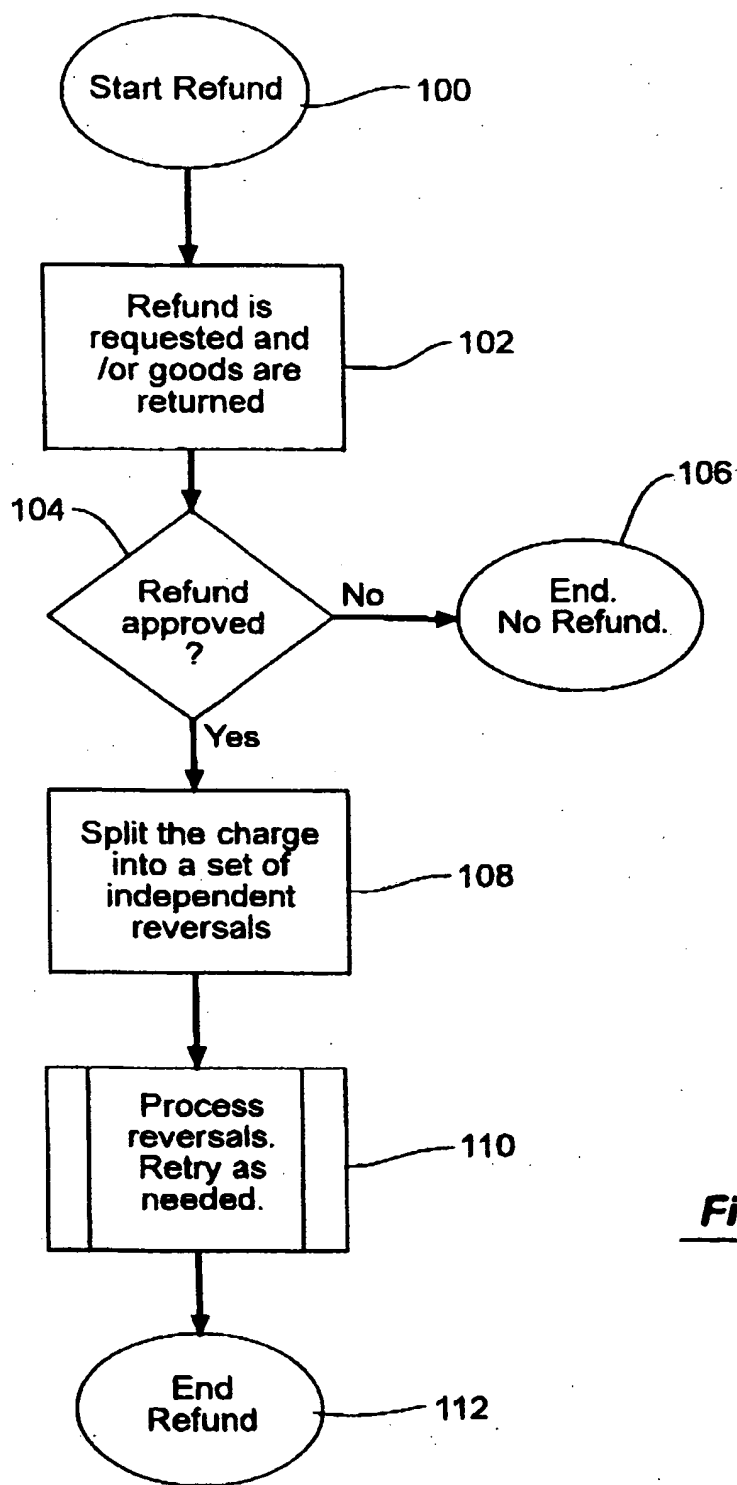 Start Refund
100
Refund is
requested and
/or goods are
returned
102
104
Refund
approved
?
No
106
End.
No Refund.
Yes
Split the charge
into a set of
independent
reversals
108
Process
reversals.
Retry as
needed.
110
Fi
End
Refund
112